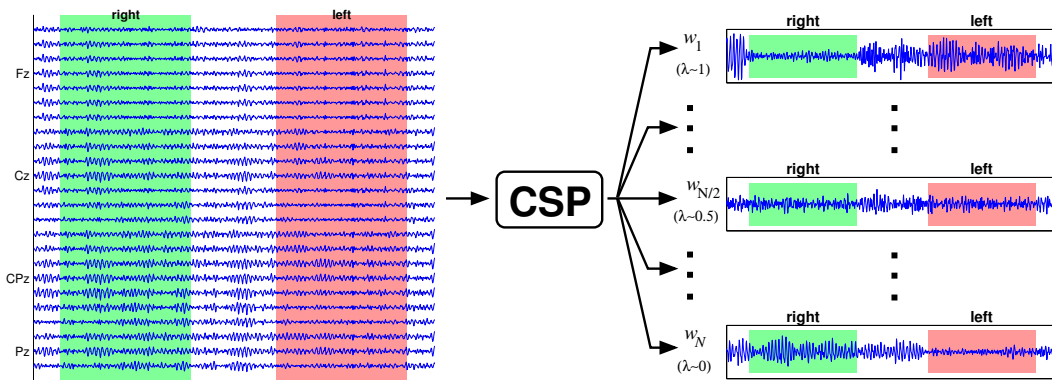 right left
Fz
Cz
CPz
Pz
CSP
w1
(λ~1)
right left
wN/2
(λ~0.5)
right left
wN
(λ~0)
right left